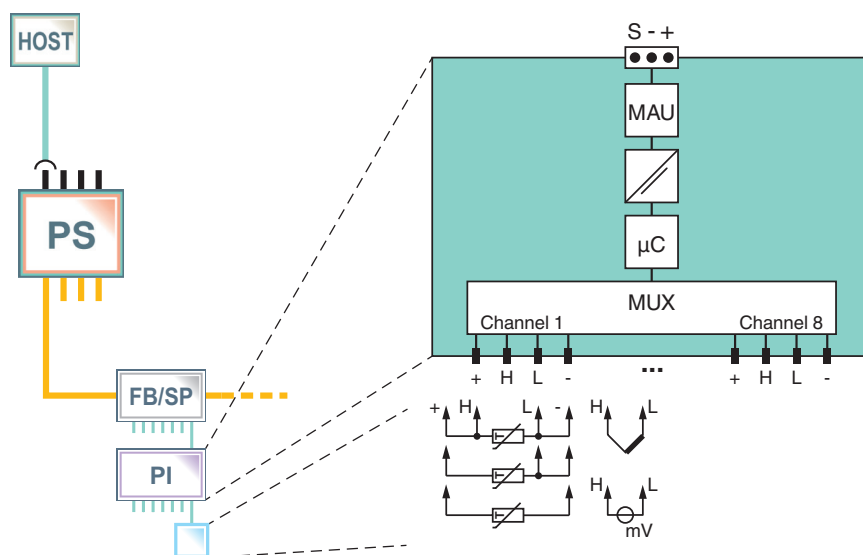 HOST
S - +
MAU
PS
µC
MUX
Channel 1
Channel 8
+ H L -
...
+ H L -
FB/SP
+ H L -
H L
PI
H L
mV